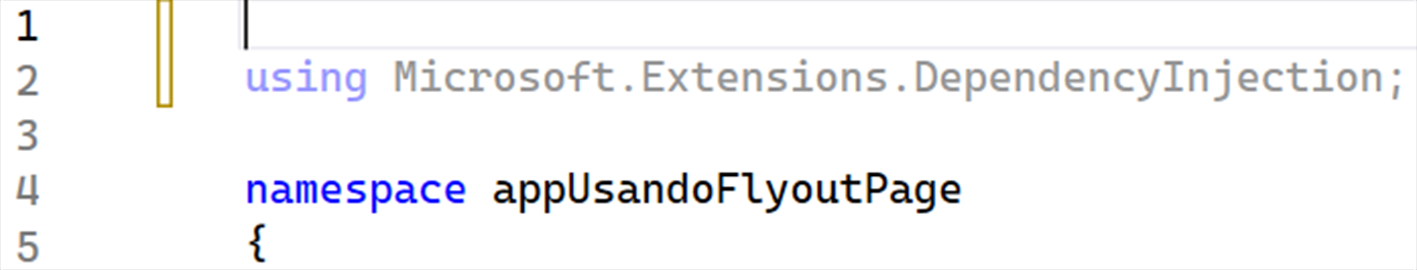 1
2 using Microsoft.Extensions.DependencyInjection;
3
4 namespace appUsandoFlyoutPage
5 {